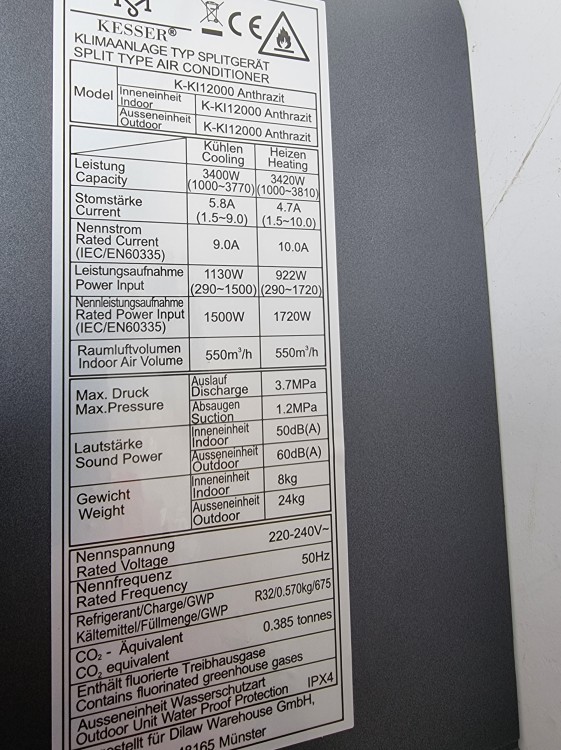 KESSER®
CE
KLIMAANLAGE TYP SPLITGERÄT
SPLIT TYPE AIR CONDITIONER
Model
K-KI12000 Anthrazit
Inneneinheit
Indoor
K-KI12000 Anthrazit
Ausseneinheit
Outdoor
K-KI12000 Anthrazit
Kühlen
Cooling
Heizen
Heating
Leistung
Capacity
3400W
(1000~3770)
3420W
(1000~3810)
Stomstärke
Current
5.8A
(1.5~9.0)
4.7A
(1.5~10.0)
Nennstrom
Rated Current
(IEC/EN60335)
9.0A
10.0A
Leistungsaufnahme
Power Input
1130W
(290~1500)
922W
(290~1720)
Nennleistungsaufnahme
Rated Power Input
(IEC/EN60335)
1500W
1720W
Raumluftvolumen
Indoor Air Volume
550m³/h
550m³/h
Max. Druck
Max.Pressure
Auslauf
Discharge
3.7MPa
Absaugen
Suction
1.2MPa
Lautstärke
Sound Power
Inneneinheit
Indoor
50dB(A)
Ausseneinheit
Outdoor
60dB(A)
Gewicht
Weight
Inneneinheit
Indoor
8kg
Ausseneinheit
Outdoor
24kg
Nennspannung
Rated Voltage
220-240V~
Nennfrequenz
Rated Frequency
50Hz
Refrigerant/Charge/GWP
Kältemittel/Füllmenge/GWP
R32/0.570kg/675
CO₂ - Äquivalent
CO₂ equivalent
0.385 tonnes
Enthält fluorierte Treibhausgase
Contains fluorinated greenhouse gases
Ausseneinheit Wasserschutzart
Outdoor Unit Water Proof Protection
IPX4
für Dilaw Warehouse GmbH,
48165 Münster